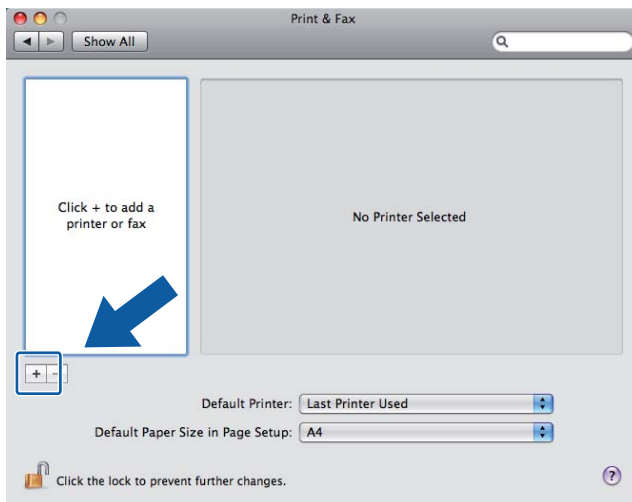 Print & Fax
Show All
Click + to add a
printer or fax
No Printer Selected
+ -
Default Printer: Last Printer Used
Default Paper Size in Page Setup: A4
Click the lock to prevent further changes.
?